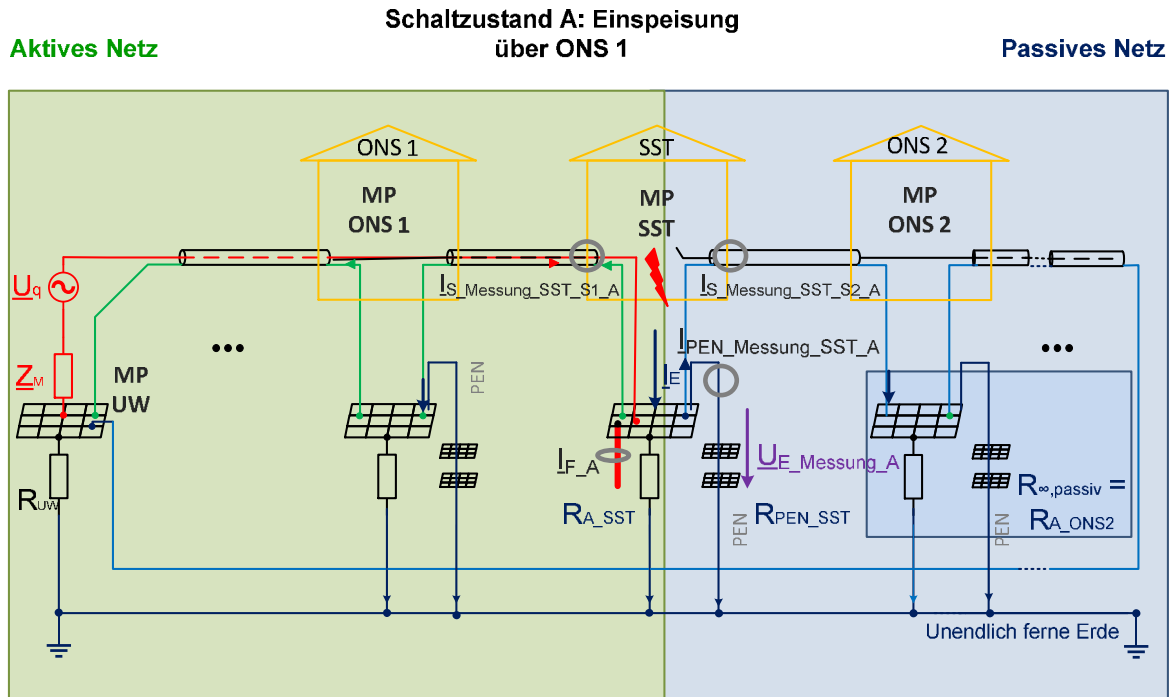 Schaltzustand A: Einspeisung
über ONS 1
Aktives Netz
Passives Netz
ONS 1
SST
ONS 2
MP
ONS 1
MP
SST
MP
ONS 2
U̲q
I̲S_Messung_SST_S1_A
I̲S_Messung_SST_S2_A
•••
I̲PEN_Messung_SST_A
•••
Z̲M
MP
UW
PEN
I̲E
I̲F_A
U̲E_Messung_A
RUW
RA_SST
RPEN_SST
R∞,passiv =
RA_ONS2
PEN
PEN
Unendlich ferne Erde